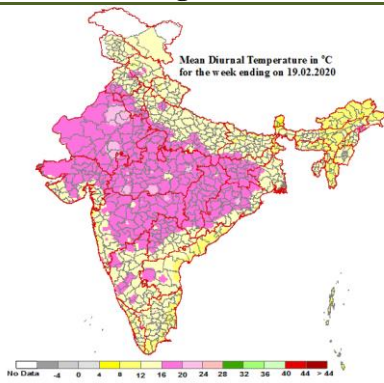 Mean Diurnal Temperature in °C
for the week ending on 19.02.2020
No Data -4 0 4 8 12 16 20 24 28 32 36 40 44 > 44